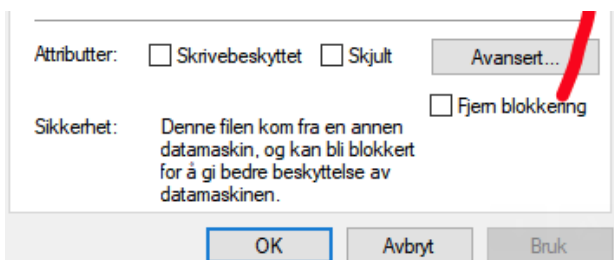 Attributter: Skrivebeskyttet Skjult Avansert...
Fjern blokkering
Sikkerhet: Denne filen kom fra en annen
datamaskin, og kan bli blokkert
for å gi bedre beskyttelse av
datamaskinen.
OK Avbryt Bruk